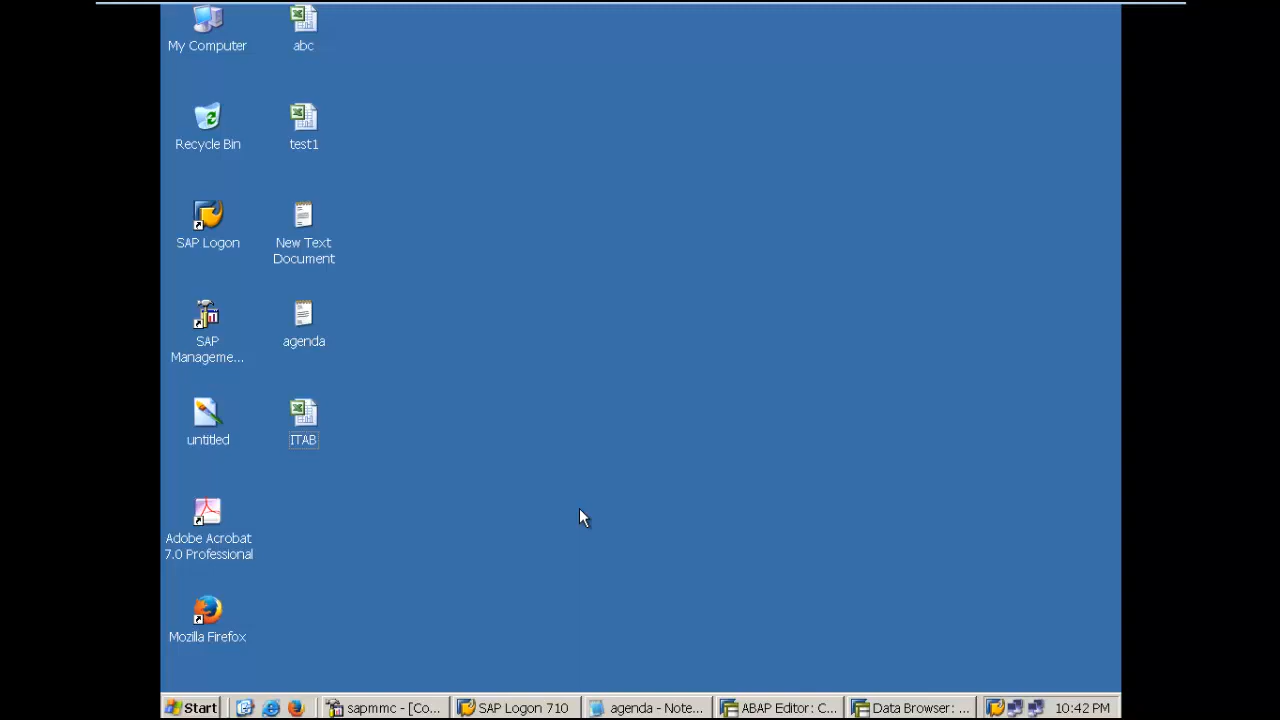 My Computer
abc
Recycle Bin
test1
SAP Logon
New Text
Document
SAP
Manageme...
agenda
untitled
ITAB
Adobe Acrobat
7.0 Professional
Mozilla Firefox
Start
sapmmc - [Co...
SAP Logon 710
agenda - Note...
ABAP Editor: C...
Data Browser: ...
10:42 PM